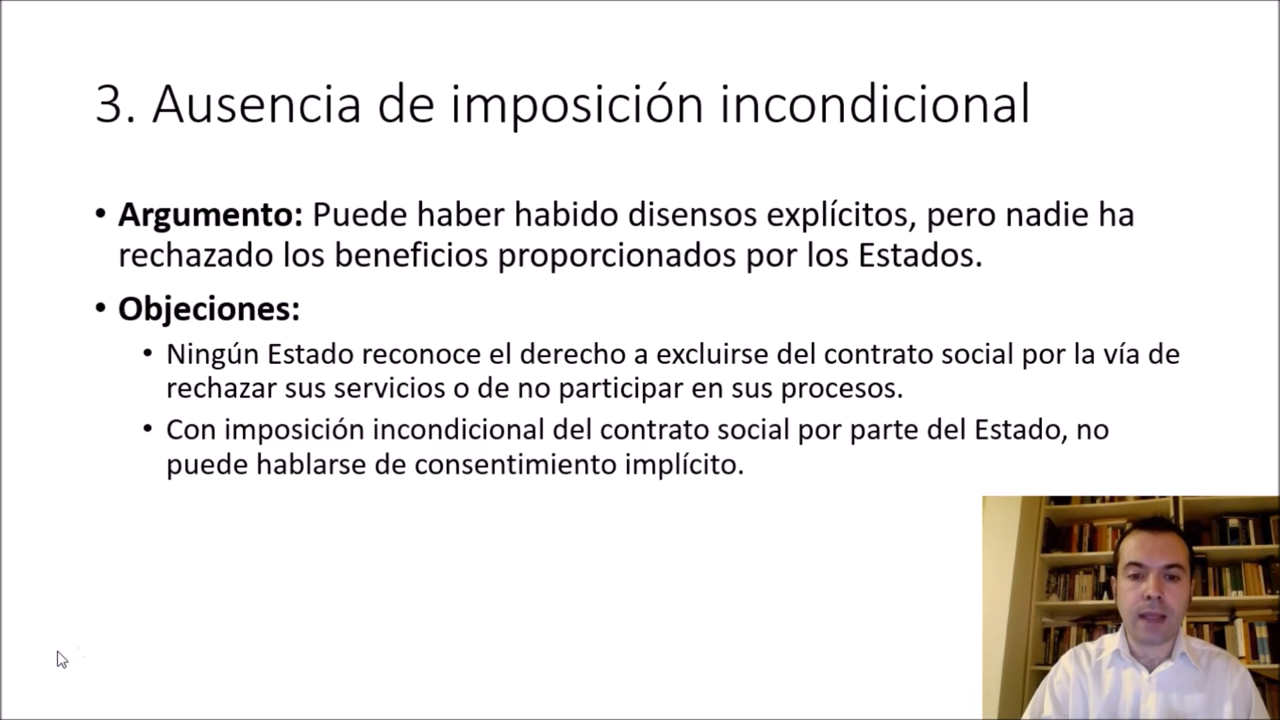 3. Ausencia de imposición incondicional
• Argumento: Puede haber habido disensos explícitos, pero nadie ha
rechazado los beneficios proporcionados por los Estados.
• Objeciones:
• Ningún Estado reconoce el derecho a excluirse del contrato social por la vía de
rechazar sus servicios o de no participar en sus procesos.
• Con imposición incondicional del contrato social por parte del Estado, no
puede hablarse de consentimiento implícito.